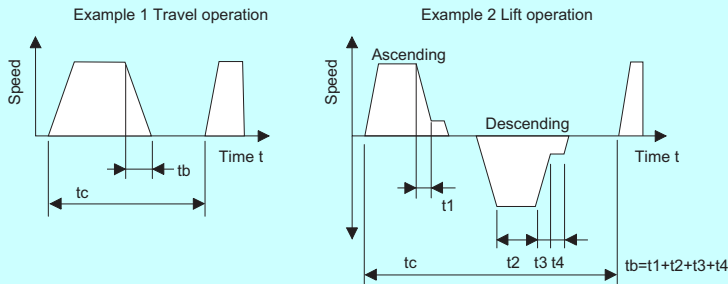 Example 1 Travel operation
Speed
Time t
tb
tc
Example 2 Lift operation
Ascending
Speed
Descending
Time t
t1
t2 t3 t4
tc
tb=t1+t2+t3+t4